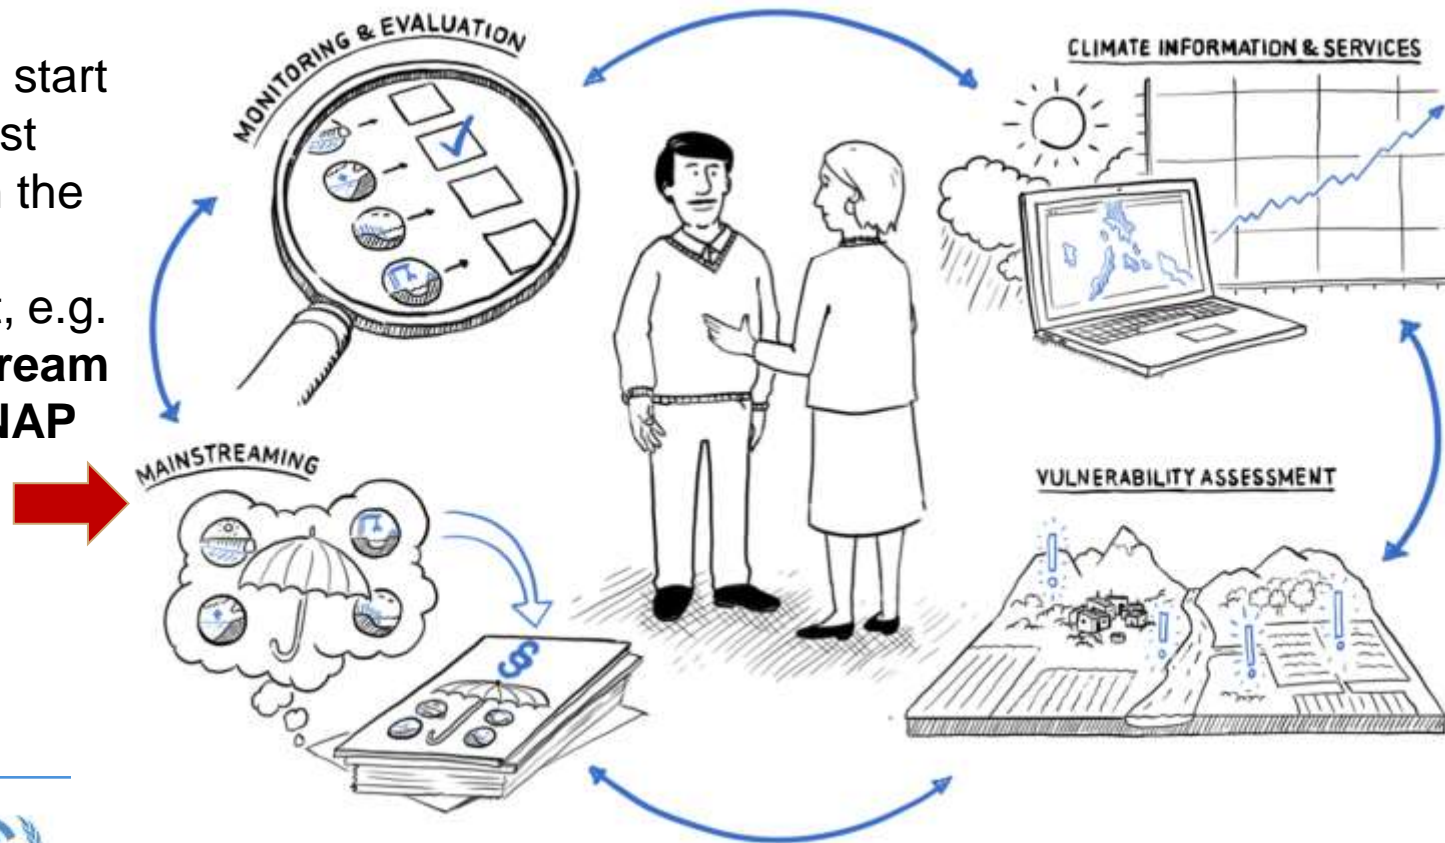 start
st
the
, e.g.
ream
NAP
MONITORING & EVALUATION
CLIMATE INFORMATION & SERVICES
MAINSTREAMING
VULNERABILITY ASSESSMENT
§